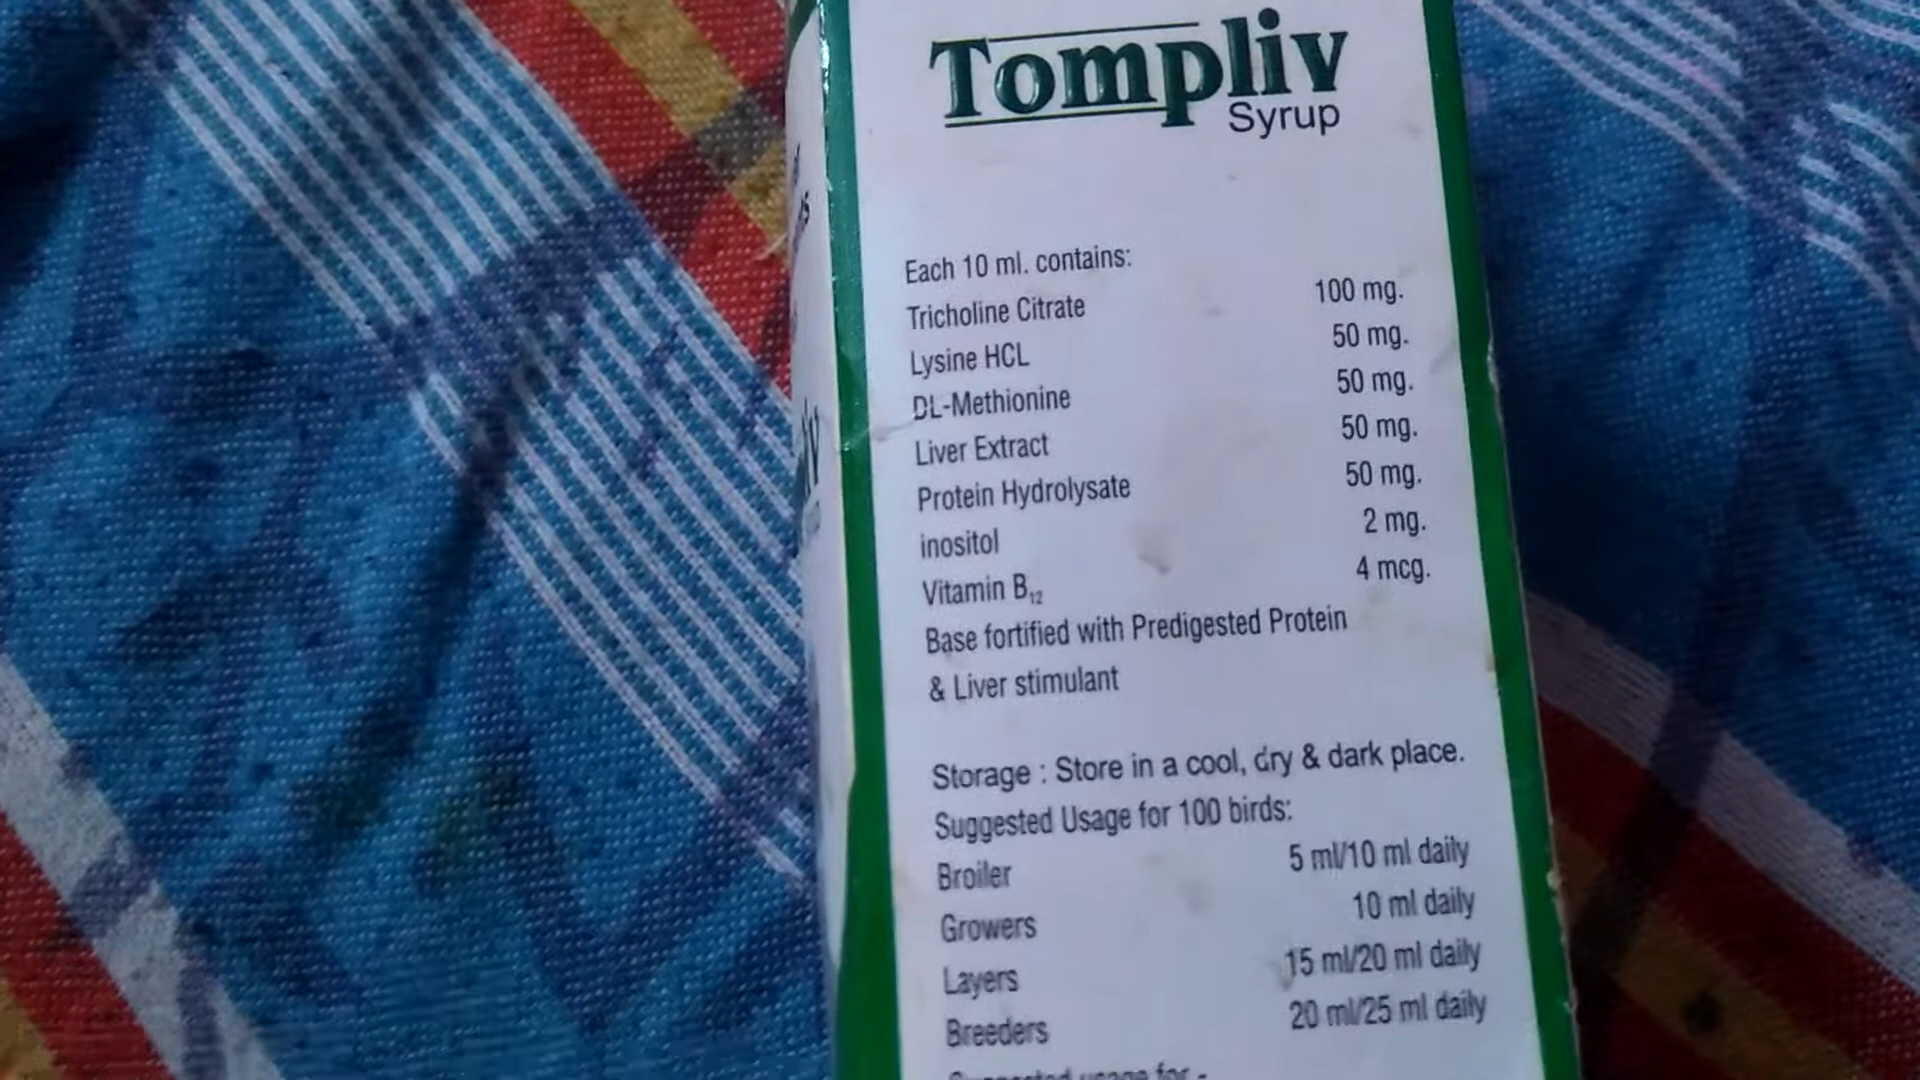 Tompliv
Syrup
Each 10 ml. contains:
Tricholine Citrate 100 mg.
Lysine HCL 50 mg.
DL-Methionine 50 mg.
Liver Extract 50 mg.
Protein Hydrolysate 50 mg.
inositol 2 mg.
Vitamin B₁₂ 4 mcg.
Base fortified with Predigested Protein
& Liver stimulant
Storage : Store in a cool, dry & dark place.
Suggested Usage for 100 birds:
Broiler 5 ml/10 ml daily
Growers 10 ml daily
Layers 15 ml/20 ml daily
Breeders 20 ml/25 ml daily
Suggested usage for -